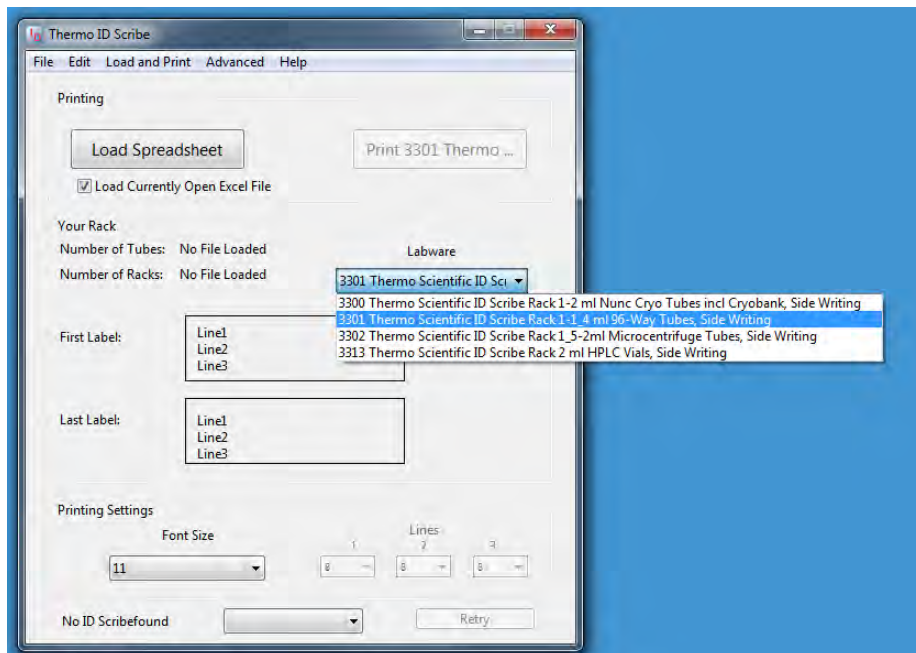 Thermo ID Scribe
File Edit Load and Print Advanced Help
Printing
Load Spreadsheet
Print 3301 Thermo ...
Load Currently Open Excel File
Your Rack
Number of Tubes: No File Loaded
Labware
Number of Racks: No File Loaded
3301 Thermo Scientific ID Scr
3300 Thermo Scientific ID Scribe Rack 1-2 ml Nunc Cryo Tubes incl Cryobank, Side Writing
3301 Thermo Scientific ID Scribe Rack 1-1_4 ml 96-Way Tubes, Side Writing
3302 Thermo Scientific ID Scribe Rack 1_5-2ml Microcentrifuge Tubes, Side Writing
3313 Thermo Scientific ID Scribe Rack 2 ml HPLC Vials, Side Writing
First Label:
Line1
Line2
Line3
Last Label:
Line1
Line2
Line3
Printing Settings
Font Size
Lines
1 2 3
11
8 8 8
No ID Scribefound
Retry